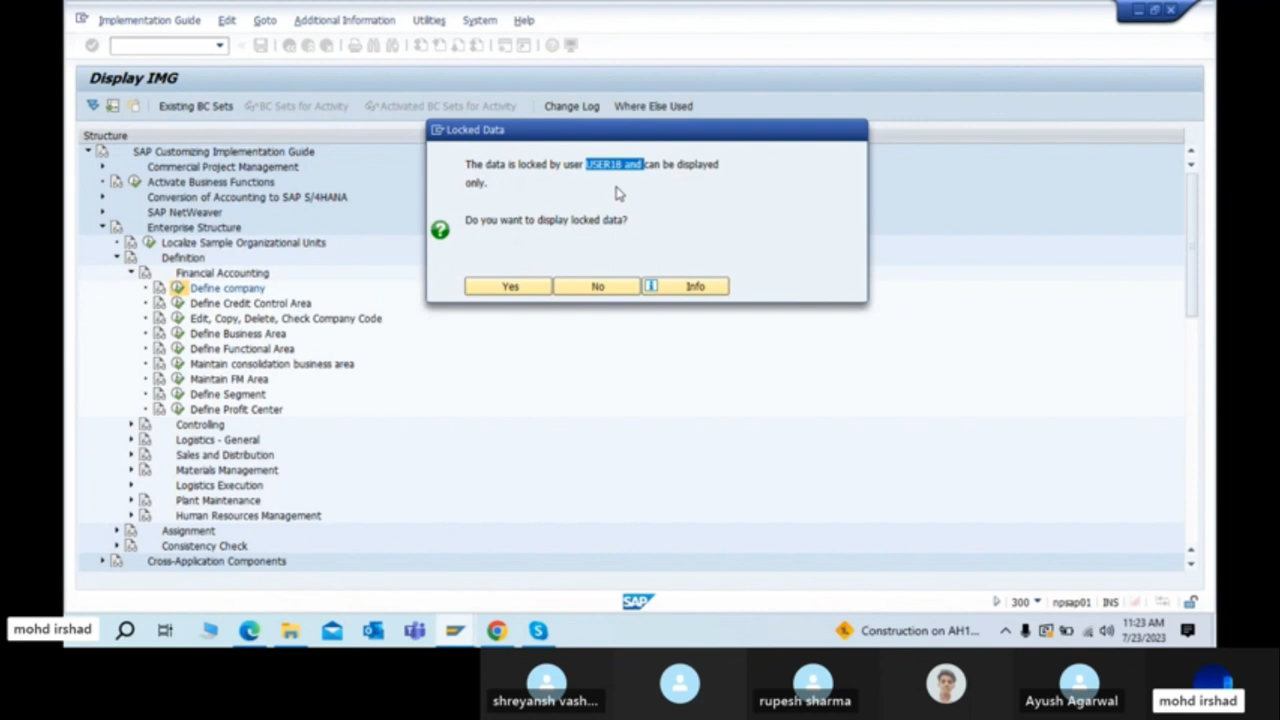 Implementation Guide Edit Goto Additional Information Utilities System Help
Display IMG
Existing BC Sets BC Sets for Activity Activated BC Sets for Activity Change Log Where Else Used
Structure
SAP Customizing Implementation Guide
Commercial Project Management
Activate Business Functions
Conversion of Accounting to SAP S/4HANA
SAP NetWeaver
Enterprise Structure
Localize Sample Organizational Units
Definition
Financial Accounting
Define company
Define Credit Control Area
Edit, Copy, Delete, Check Company Code
Define Business Area
Define Functional Area
Maintain consolidation business area
Maintain FM Area
Define Segment
Define Profit Center
Controlling
Logistics - General
Sales and Distribution
Materials Management
Logistics Execution
Plant Maintenance
Human Resources Management
Assignment
Consistency Check
Cross-Application Components
Locked Data
The data is locked by user USER18 and can be displayed
only.
Do you want to display locked data?
Yes No Info
SAP
300 npsap01 INS
mohd irshad
Construction on AH1...
11:23 AM
7/23/2023
shreyansh vash... rupesh sharma Ayush Agarwal mohd irshad